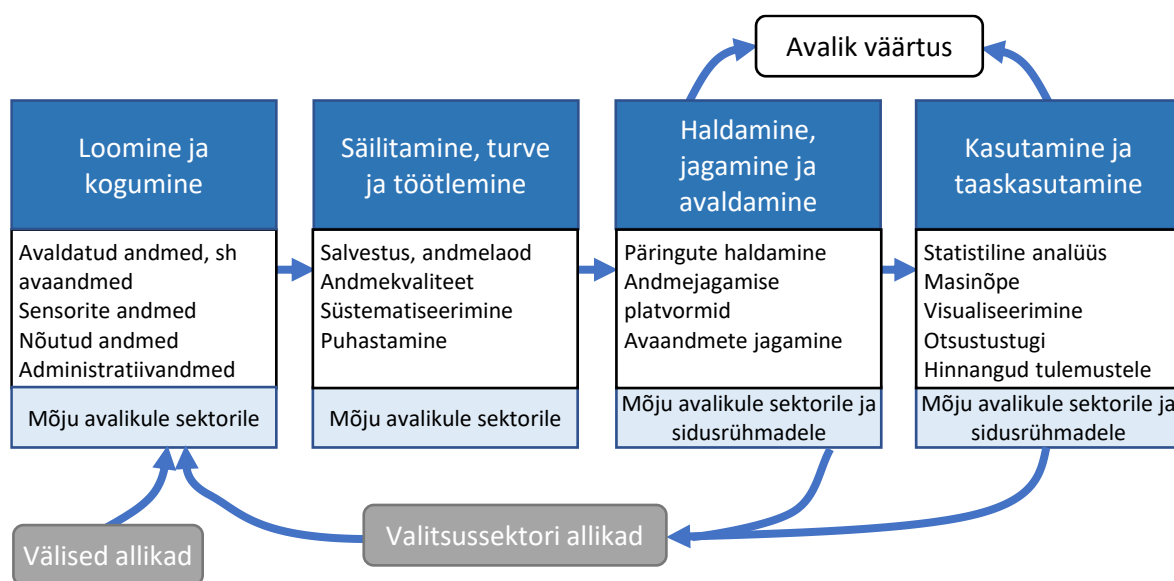 Avalik väärtus
Loomine ja
kogumine
Avaldatud andmed, sh
avaandmed
Sensorite andmed
Nõutud andmed
Administratiivandmed
Mõju avalikule sektorile
Säilitamine, turve
ja töötlemine
Salvestus, andmelaod
Andmekvaliteet
Süstematiseerimine
Puhastamine
Mõju avalikule sektorile
Haldamine,
jagamine ja
avaldamine
Päringute haldamine
Andmejagamise
platvormid
Avaandmete jagamine
Mõju avalikule sektorile ja
sidusrühmadele
Kasutamine ja
taaskasutamine
Statistiline analüüs
Masinõpe
Visualiseerimine
Otsustustugi
Hinnangud tulemustele
Mõju avalikule sektorile ja
sidusrühmadele
Välised allikad
Valitsussektori allikad